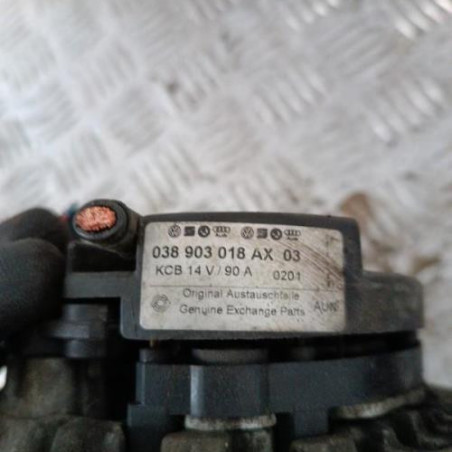 038 903 018 AX 03
KCB 14 V / 90 A 0201
Original Austauschteile
Genuine Exchange Parts